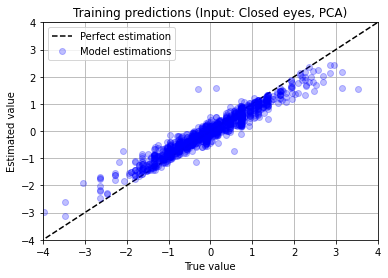 Training predictions (Input: Closed eyes, PCA)
Perfect estimation
Model estimations
Estimated value
4
3
2
1
0
−1
−2
−3
−4
−4 −3 −2 −1 0 1 2 3 4
True value